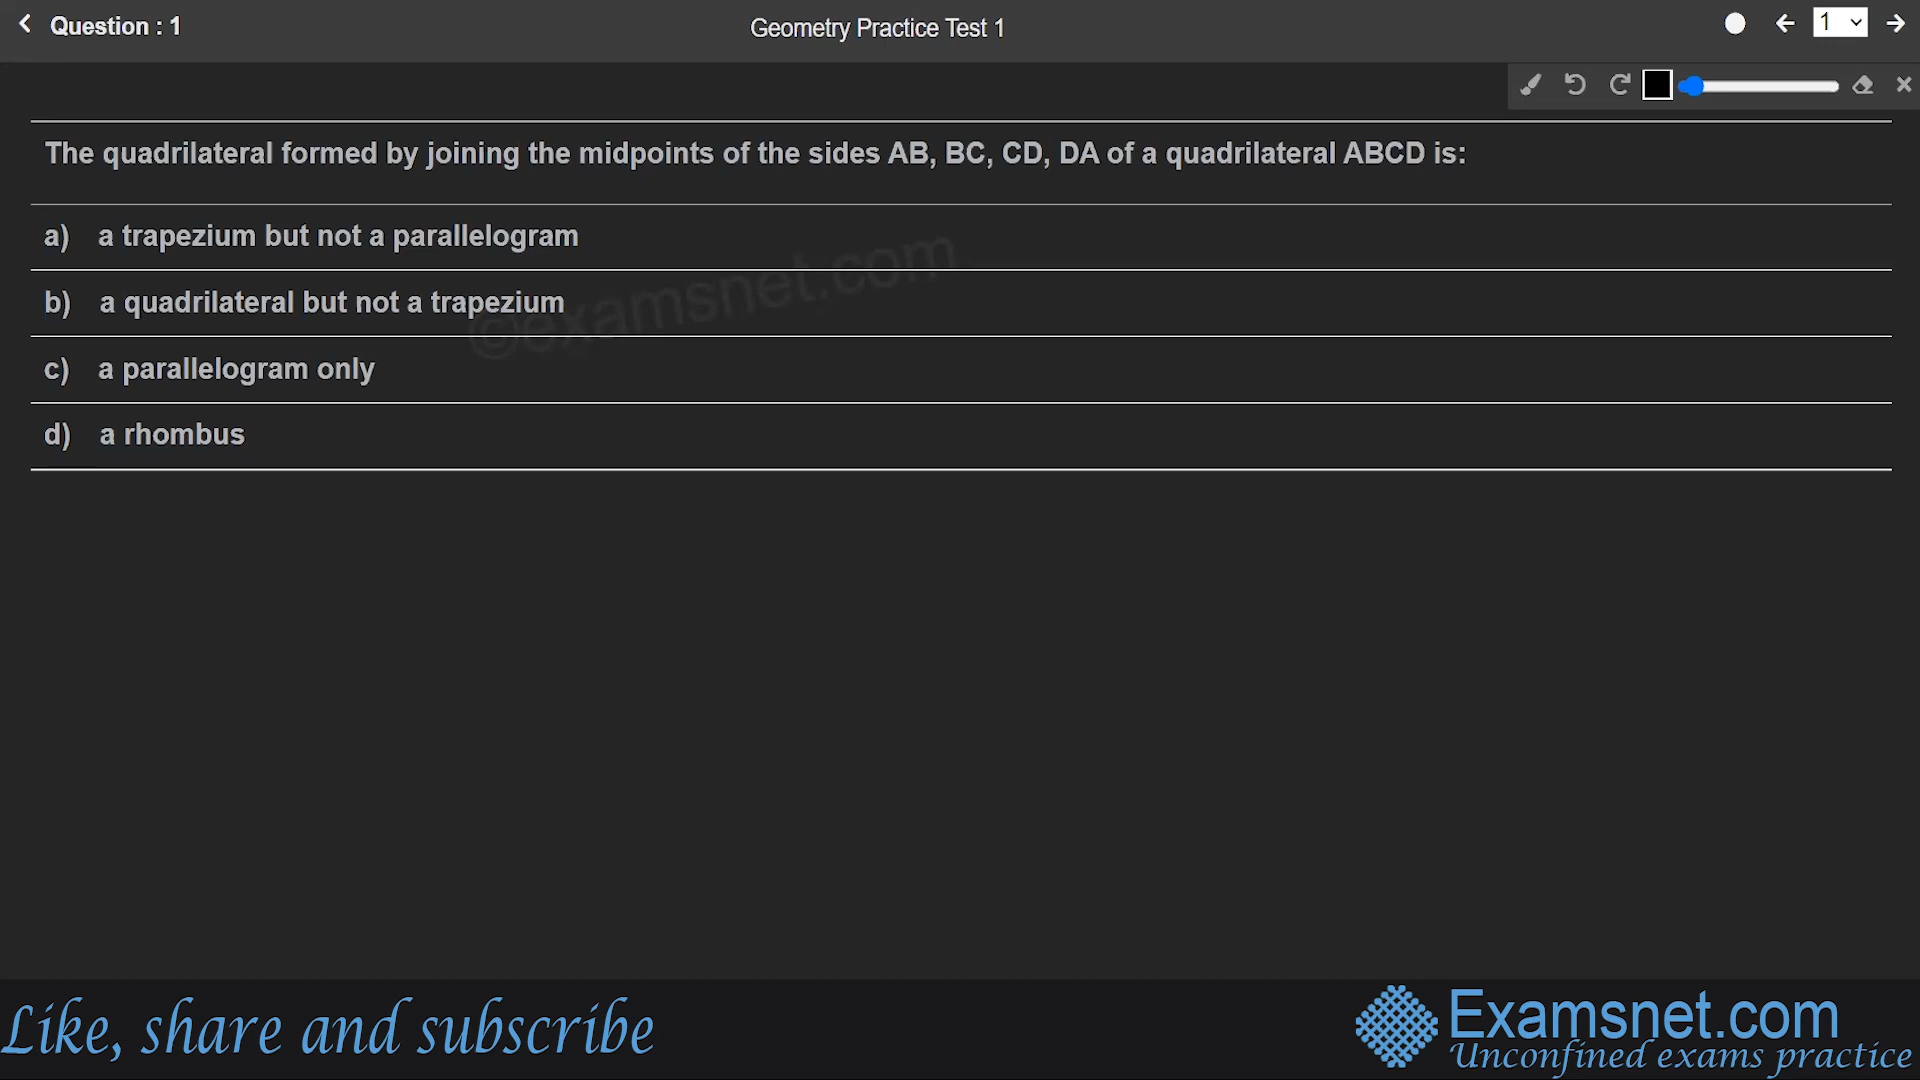 Question : 1
Geometry Practice Test 1
1
The quadrilateral formed by joining the midpoints of the sides AB, BC, CD, DA of a quadrilateral ABCD is:
a) a trapezium but not a parallelogram
b) a quadrilateral but not a trapezium
c) a parallelogram only
d) a rhombus
©examsnet.com
Like, share and subscribe
Examsnet.com
Unconfined exams practice